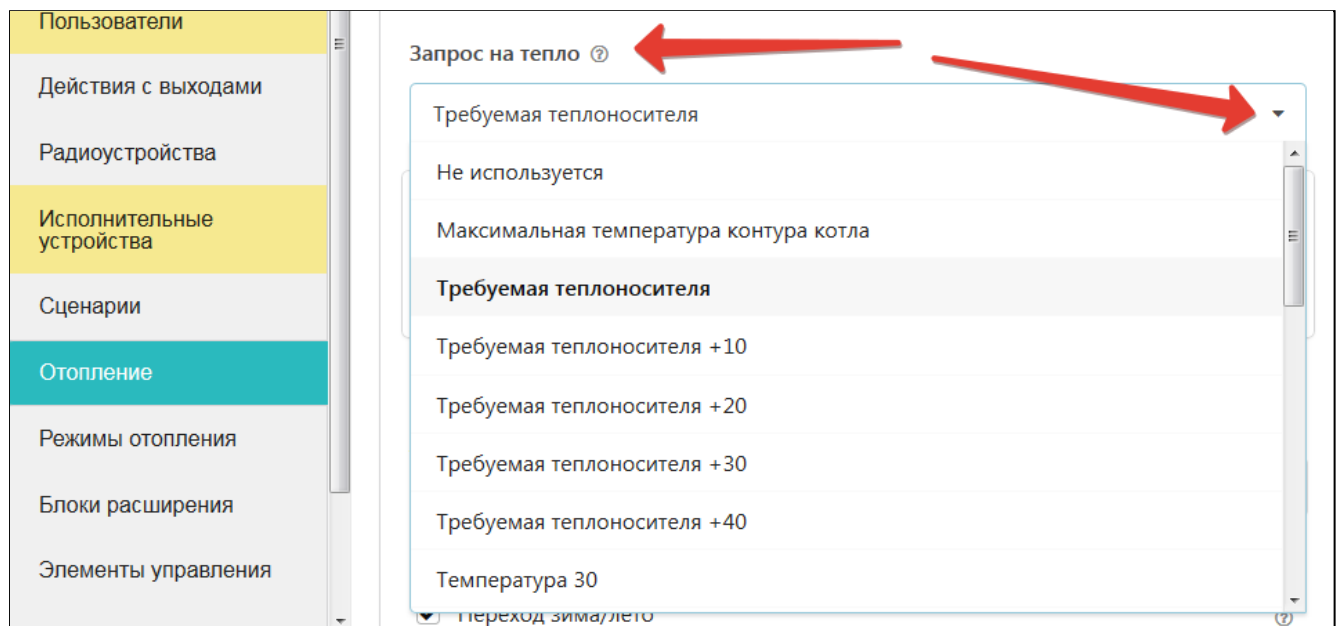 Пользователи
Действия с выходами
Радиоустройства
Исполнительные
устройства
Сценарии
Отопление
Режимы отопления
Блоки расширения
Элементы управления
Запрос на тепло
Требуемая теплоносителя
Не используется
Максимальная температура контура котла
Требуемая теплоносителя
Требуемая теплоносителя +10
Требуемая теплоносителя +20
Требуемая теплоносителя +30
Требуемая теплоносителя +40
Температура 30
Переход зима/лето